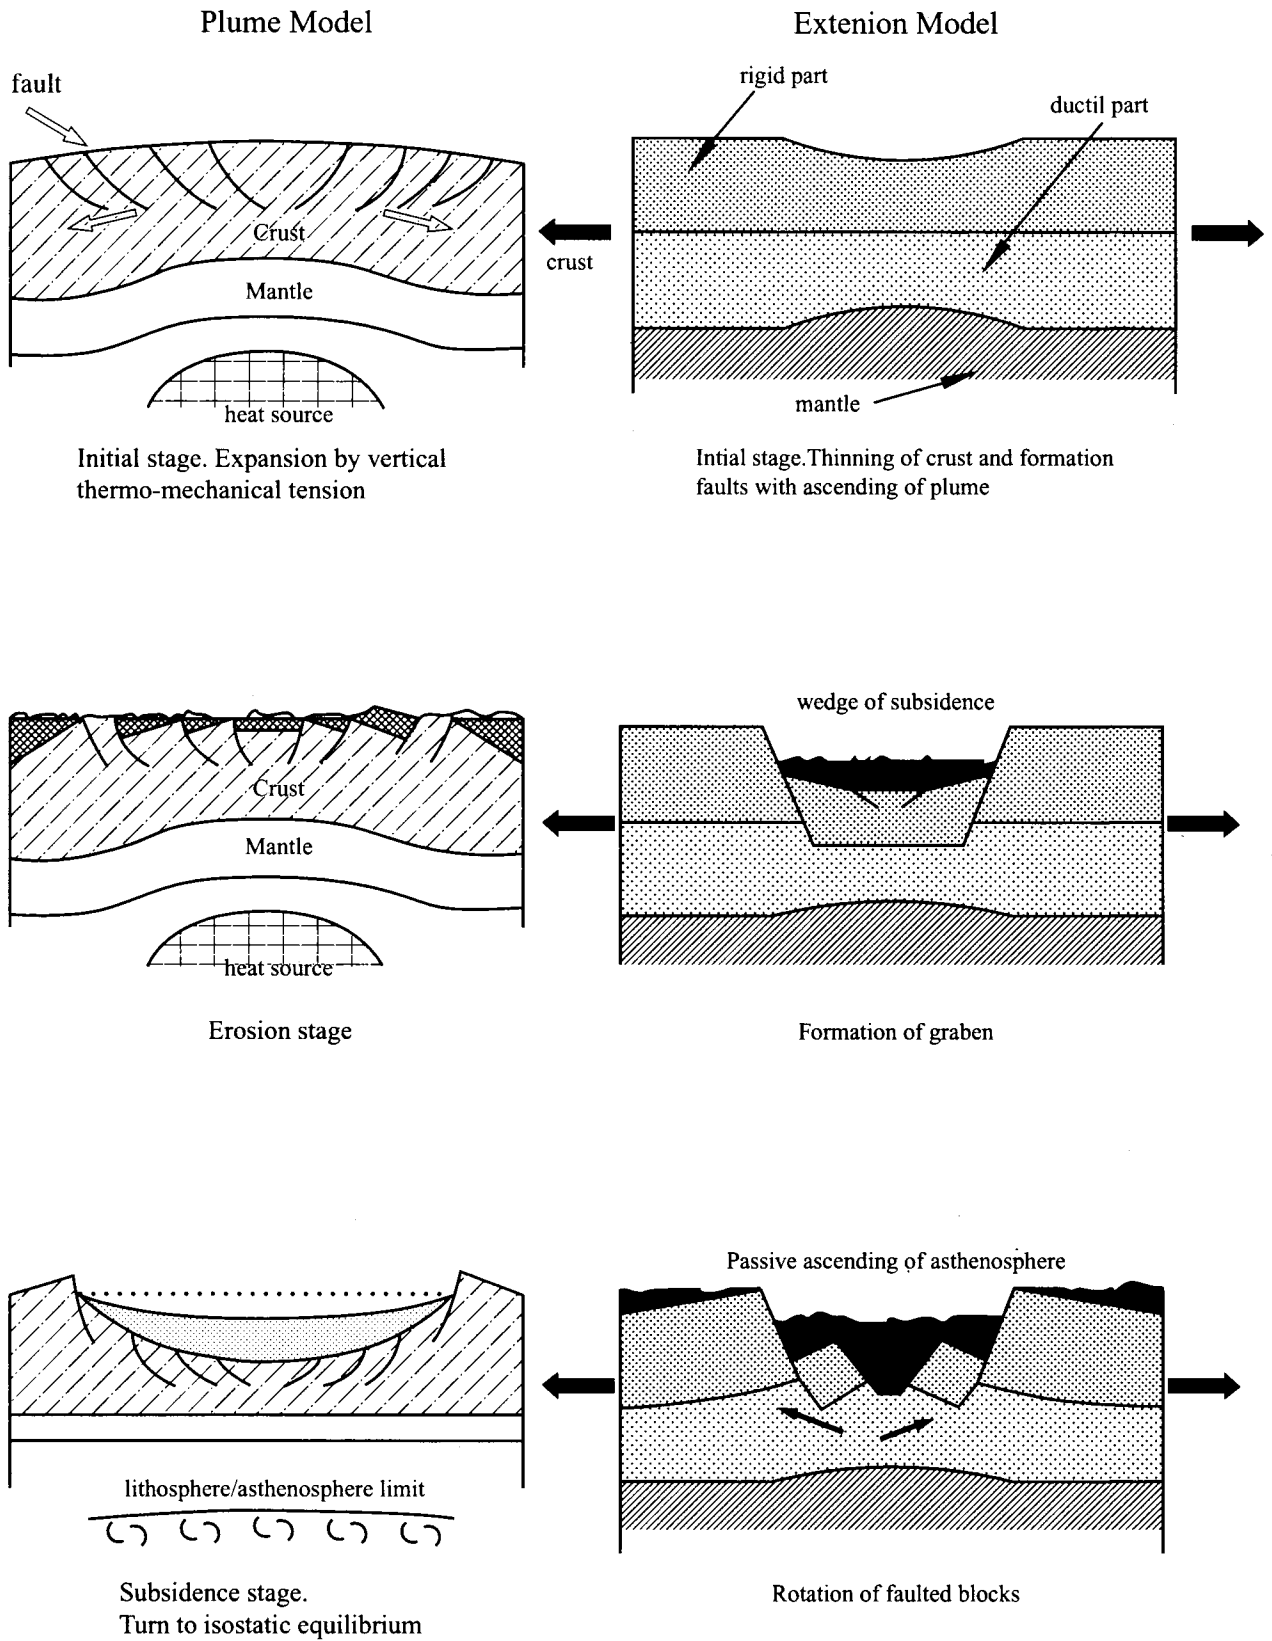 Plume Model
Extenion Model
fault
rigid part
ductil part
Crust
crust
Mantle
heat source
mantle
Initial stage. Expansion by vertical
thermo-mechanical tension
Intial stage.Thinning of crust and formation
faults with ascending of plume
wedge of subsidence
Crust
Mantle
heat source
Erosion stage
Formation of graben
Passive ascending of asthenosphere
lithosphere/asthenosphere limit
Subsidence stage.
Turn to isostatic equilibrium
Rotation of faulted blocks